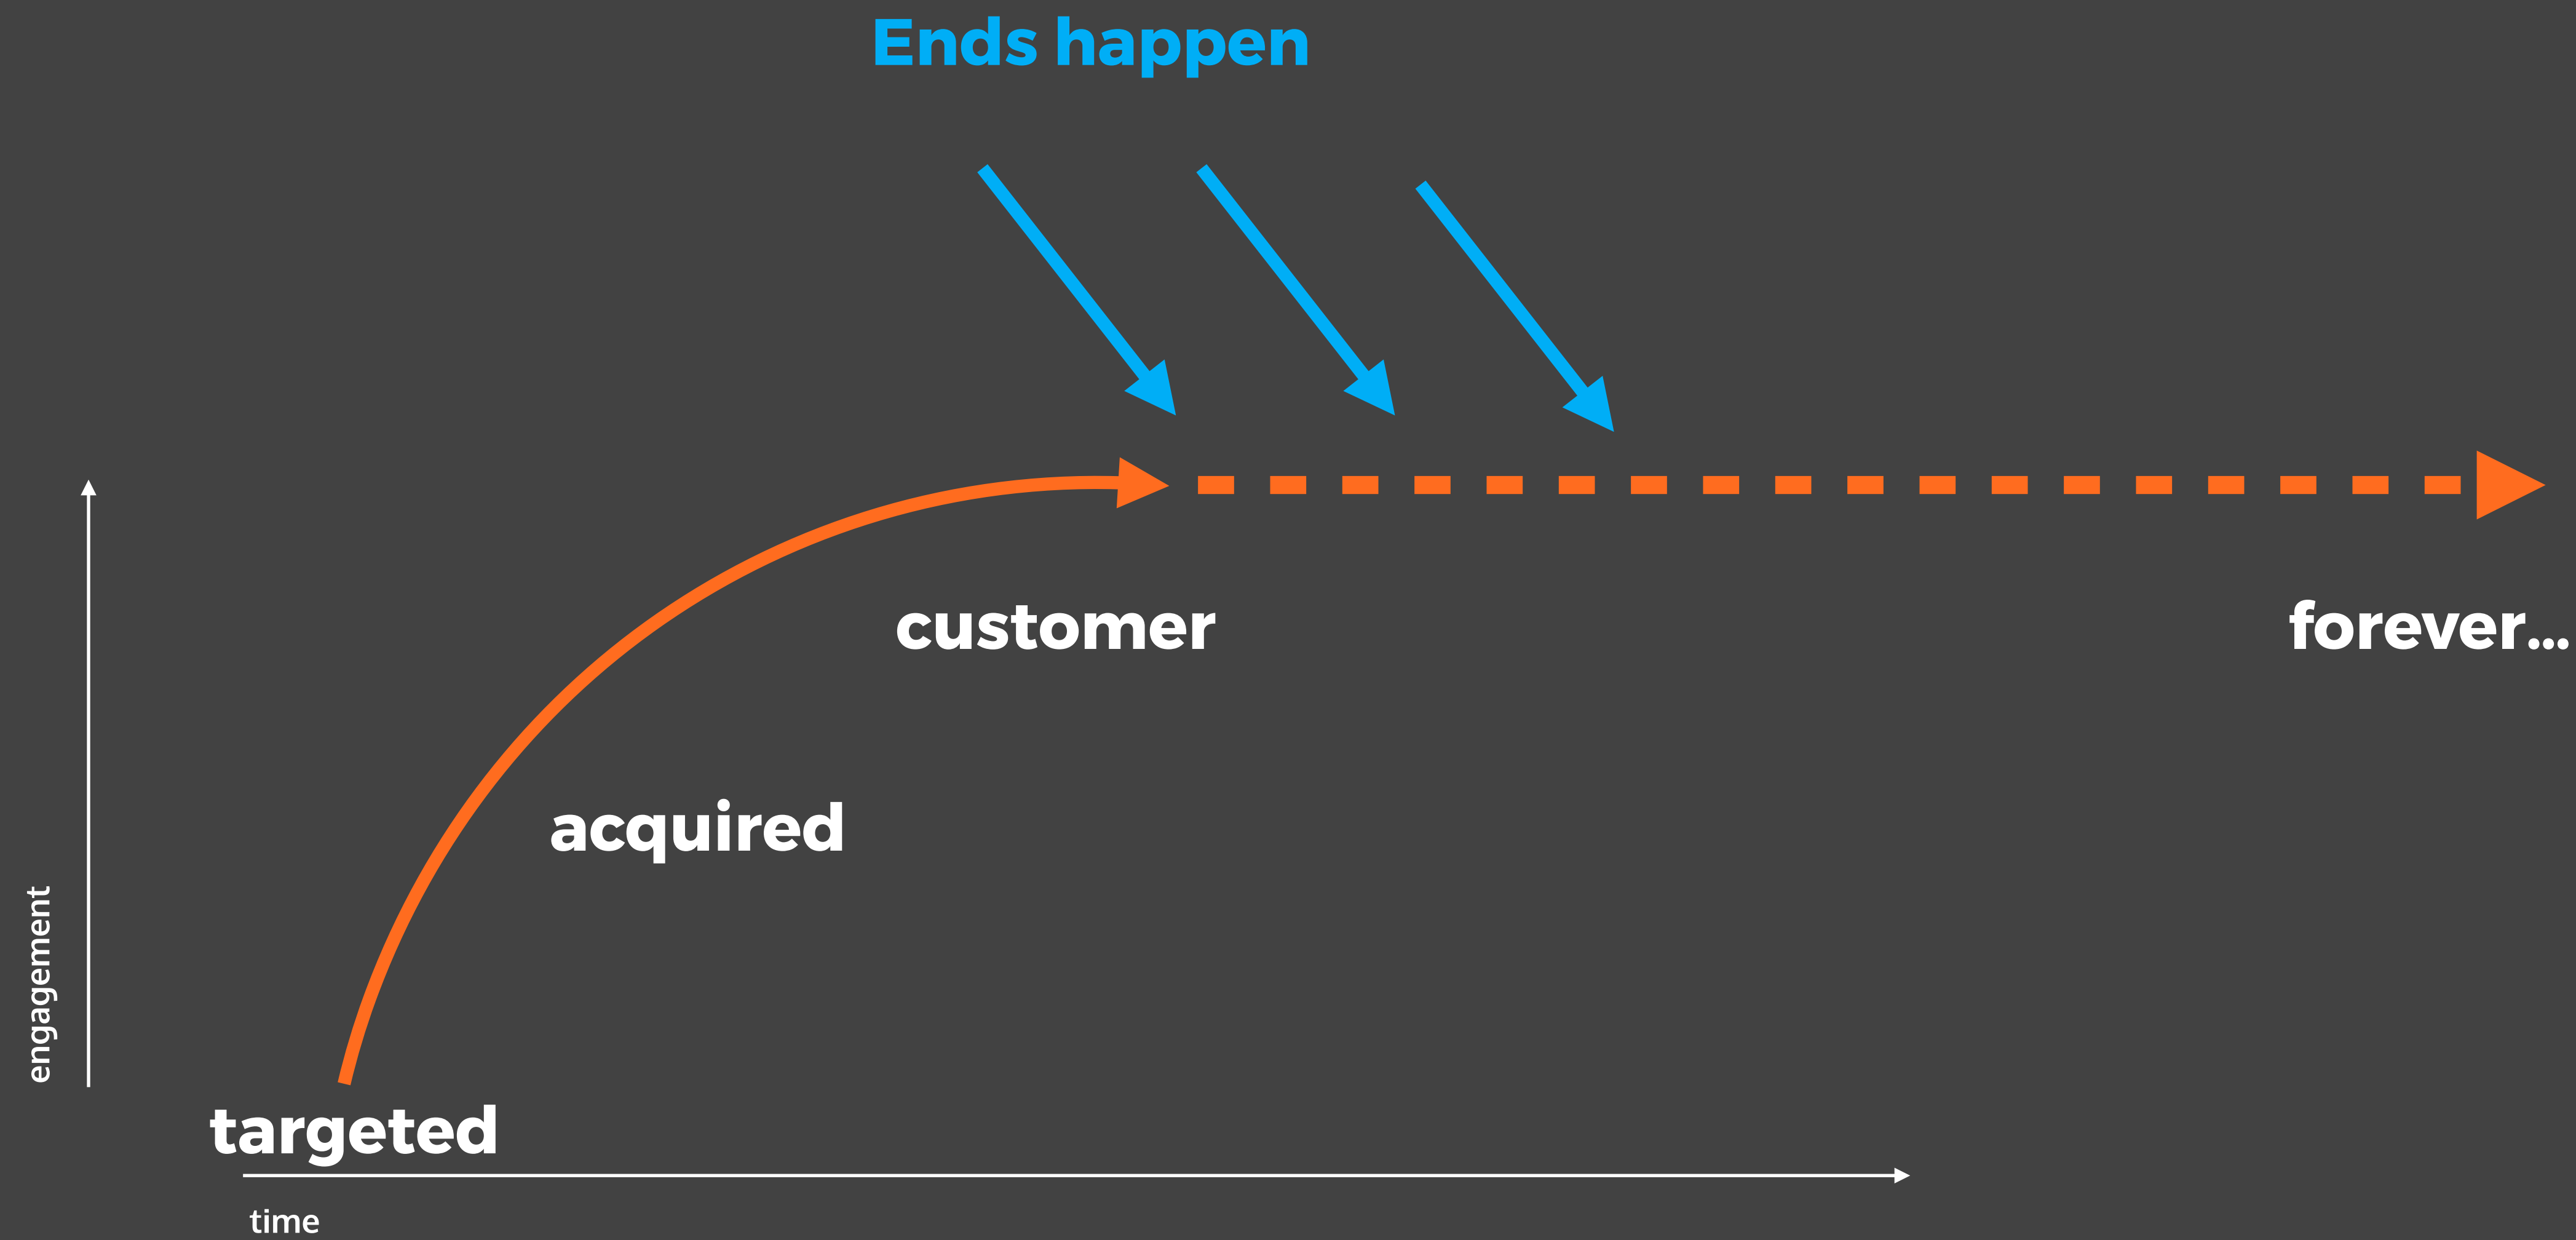 Ends happen
customer
forever...
acquired
engagement
targeted
time